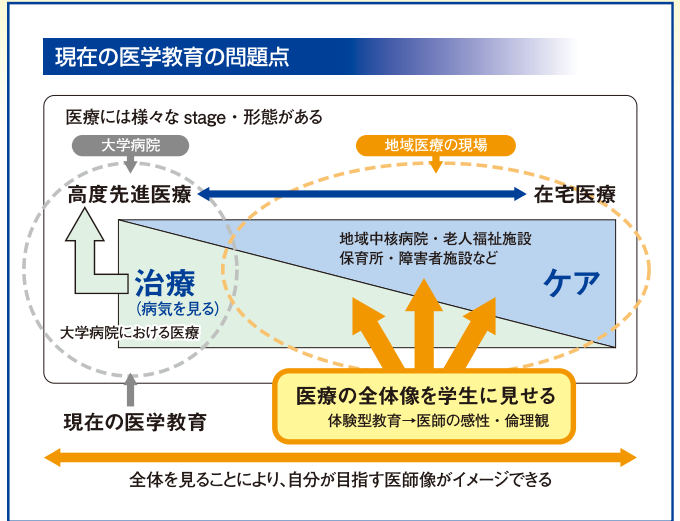 現在の医学教育の問題点
医療には様々な stage・形態がある
大学病院
地域医療の現場
高度先進医療
在宅医療
地域中核病院・老人福祉施設
保育所・障害者施設など
治療
(病気を見る)
ケア
大学病院における医療
現在の医学教育
医療の全体像を学生に見せる
体験型教育→医師の感性・倫理観
全体を見ることにより、自分が目指す医師像がイメージできる